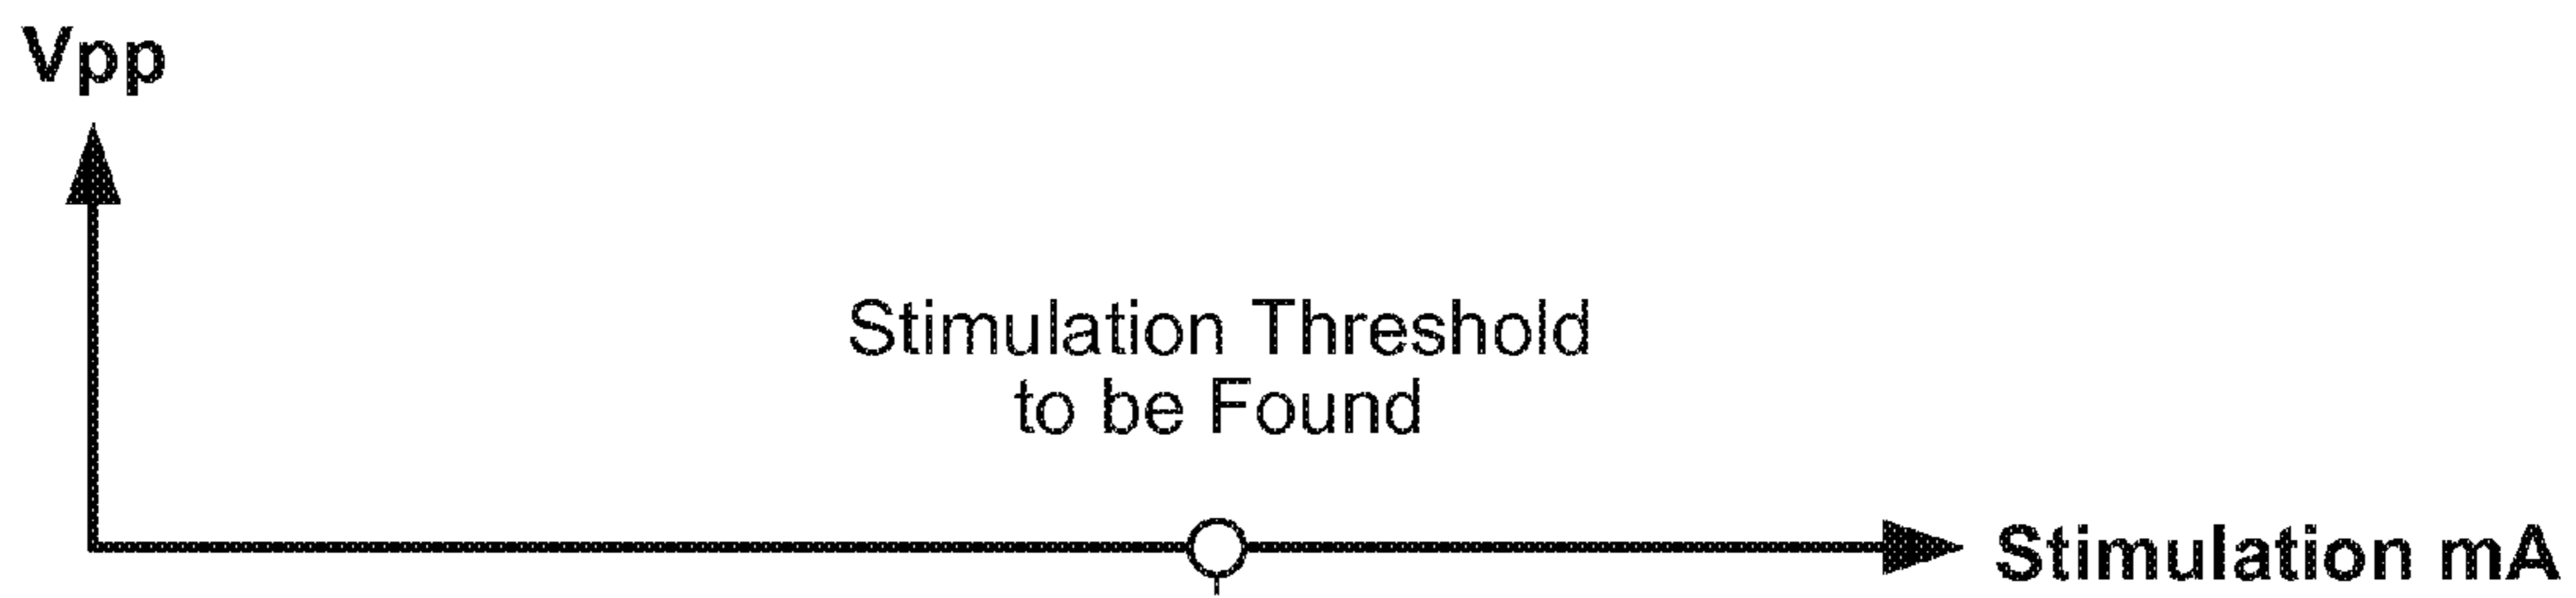 Vpp
Stimulation Threshold
to be Found
Stimulation mA